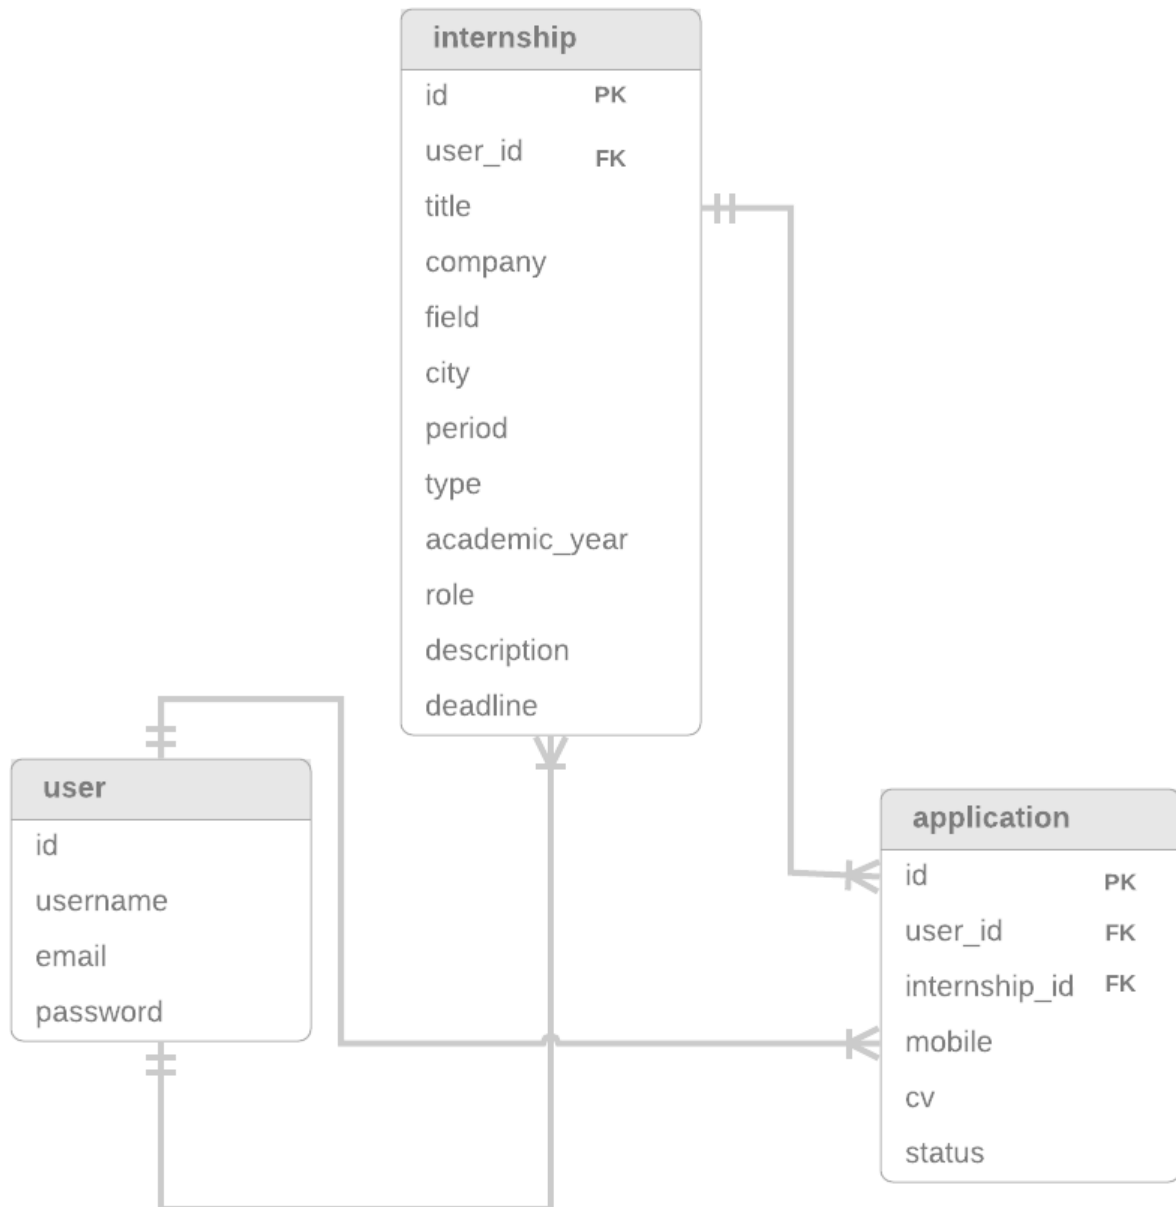 internship
id PK
user_id FK
title
company
field
city
period
type
academic_year
role
description
deadline
user
id
username
email
password
application
id PK
user_id FK
internship_id FK
mobile
cv
status